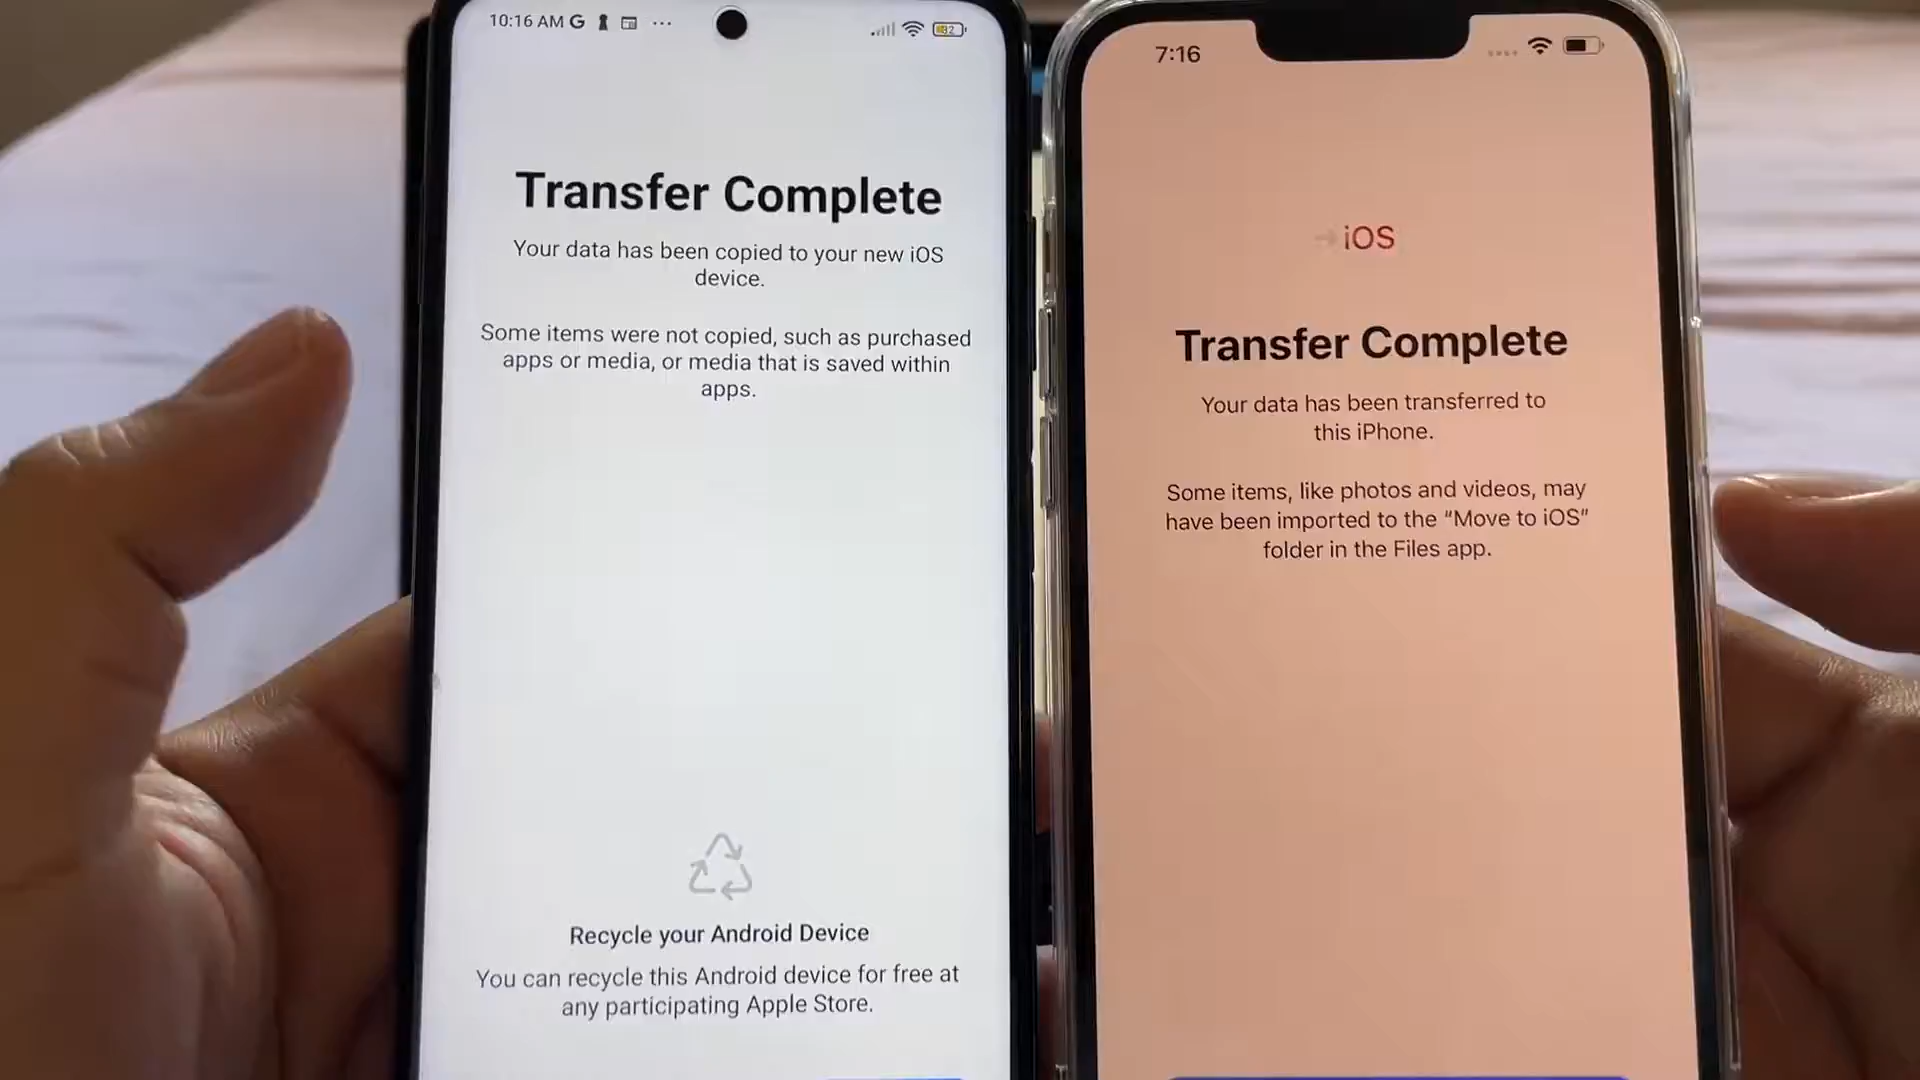 10:16 AM G
32
Transfer Complete
Your data has been copied to your new iOS
device.
Some items were not copied, such as purchased
apps or media, or media that is saved within
apps.
Recycle your Android Device
You can recycle this Android device for free at
any participating Apple Store.
7:16
iOS
Transfer Complete
Your data has been transferred to
this iPhone.
Some items, like photos and videos, may
have been imported to the “Move to iOS”
folder in the Files app.